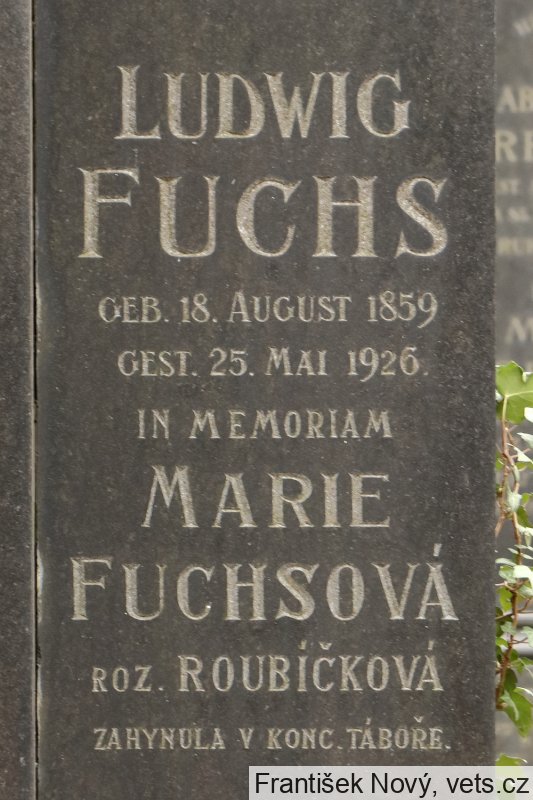 LUDWIG
FUCHS
GEB. 18. AUGUST 1859
GEST. 25. MAI 1926.
IN MEMORIAM
MARIE
FUCHSOVÁ
ROZ. ROUBÍČKOVÁ
ZAHYNULA V KONC. TÁBOŘE.
František Nový, vets.cz